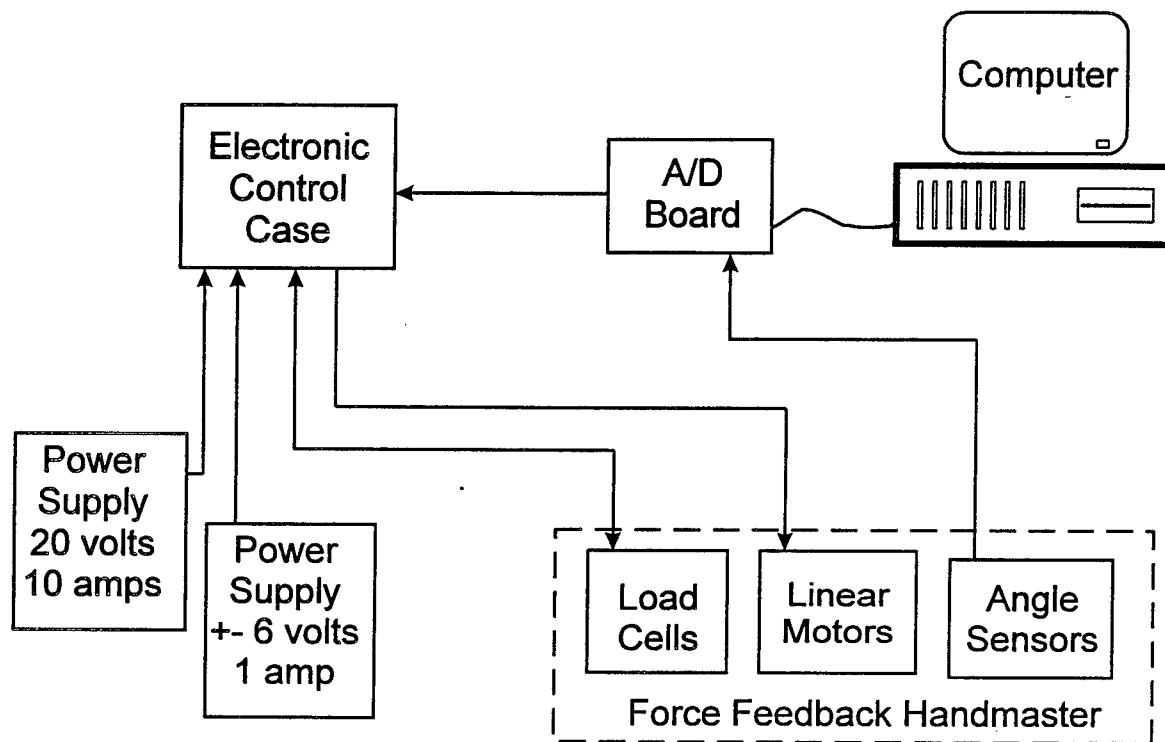 Computer
Electronic
Control
Case
A/D
Board
Power
Supply
20 volts
10 amps
Power
Supply
+- 6 volts
1 amp
Load
Cells
Linear
Motors
Angle
Sensors
Force Feedback Handmaster